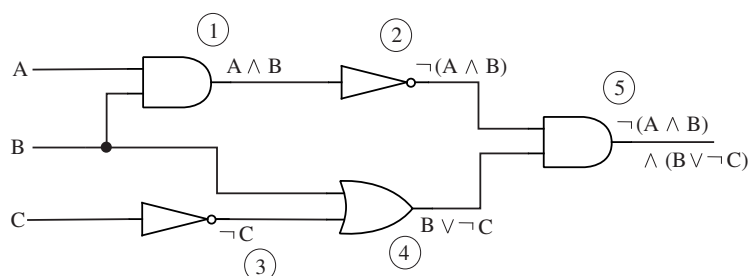 1
2
A
A ∧ B
¬(A ∧ B)
5
¬(A ∧ B)
B
∧ (B ∨ ¬ C)
C
¬ C
B ∨ ¬ C
3
4